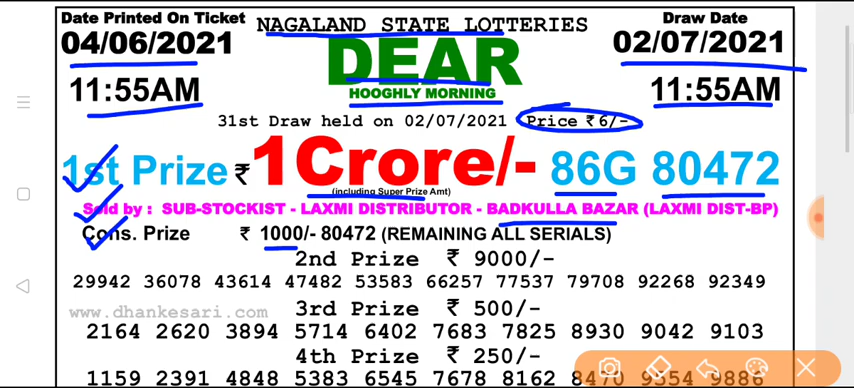 Date Printed On Ticket
04/06/2021
11:55AM
NAGALAND STATE LOTTERIES
DEAR
HOOGHLY MORNING
Draw Date
02/07/2021
11:55AM
31st Draw held on 02/07/2021 Price ₹ 6/-
1st Prize ₹ 1Crore/- 86G 80472
(including Super Prize Amt)
Sold by : SUB-STOCKIST - LAXMI DISTRIBUTOR - BADKULLA BAZAR (LAXMI DIST-BP)
Cons. Prize ₹ 1000/- 80472 (REMAINING ALL SERIALS)
2nd Prize ₹ 9000/-
29942 36078 43614 47482 53583 66257 77537 79708 92268 92349
www.dhankesari.com
3rd Prize ₹ 500/-
2164 2620 3894 5714 6402 7683 7825 8930 9042 9103
4th Prize ₹ 250/-
1159 2391 4848 5383 6545 7678 8162 8470 9354 9886